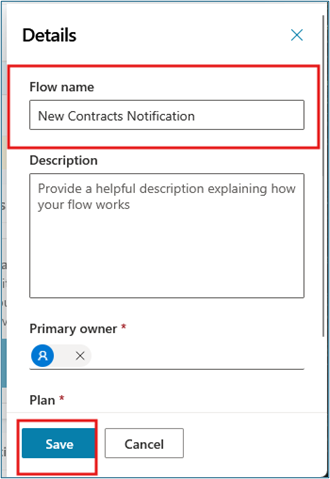 Details
Flow name
New Contracts Notification
Description
Provide a helpful description explaining how
your flow works
Primary owner *
Plan *
Save
Cancel